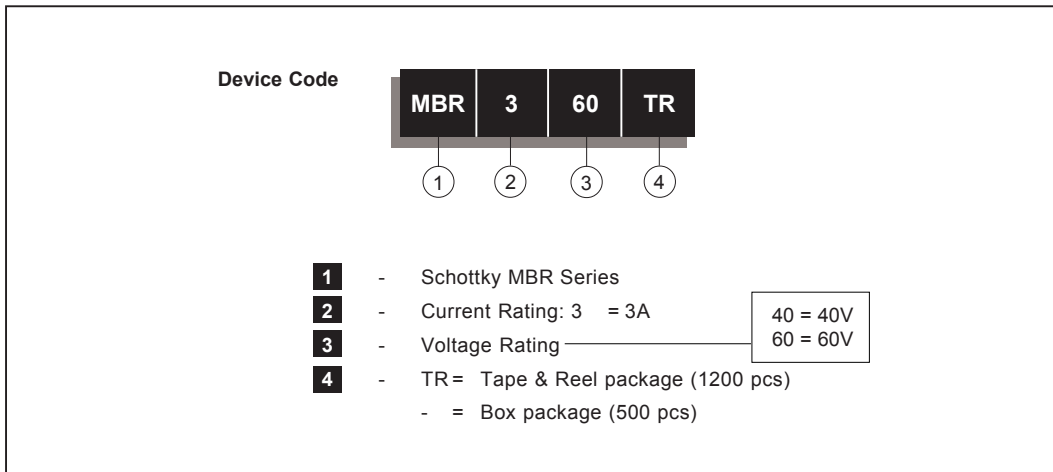 Device Code
MBR 3 60 TR
1 2 3 4
1 - Schottky MBR Series
2 - Current Rating: 3 = 3A
3 - Voltage Rating
40 = 40V
60 = 60V
4 - TR = Tape & Reel package (1200 pcs)
- = Box package (500 pcs)